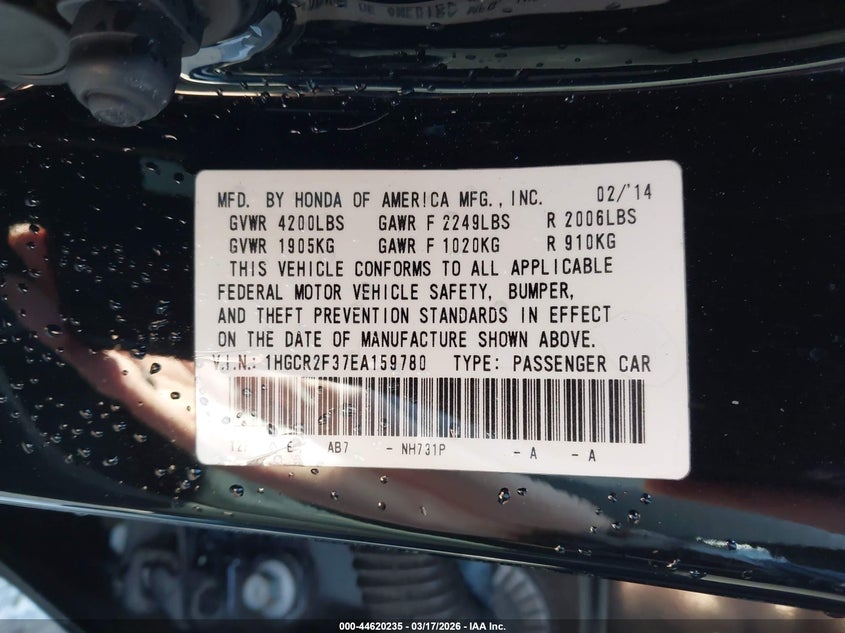 MFD. BY HONDA OF AMERICA MFG., INC. 02/'14
GVWR 4200LBS GAWR F 2249LBS R 2006LBS
GVWR 1905KG GAWR F 1020KG R 910KG
THIS VEHICLE CONFORMS TO ALL APPLICABLE
FEDERAL MOTOR VEHICLE SAFETY, BUMPER,
AND THEFT PREVENTION STANDARDS IN EFFECT
ON THE DATE OF MANUFACTURE SHOWN ABOVE.
V.I.N.: 1HGCR2F37EA159780 TYPE: PASSENGER CAR
E AB7 - NH731P - A - A
000-44620235 - 03/17/2026 - IAA Inc.